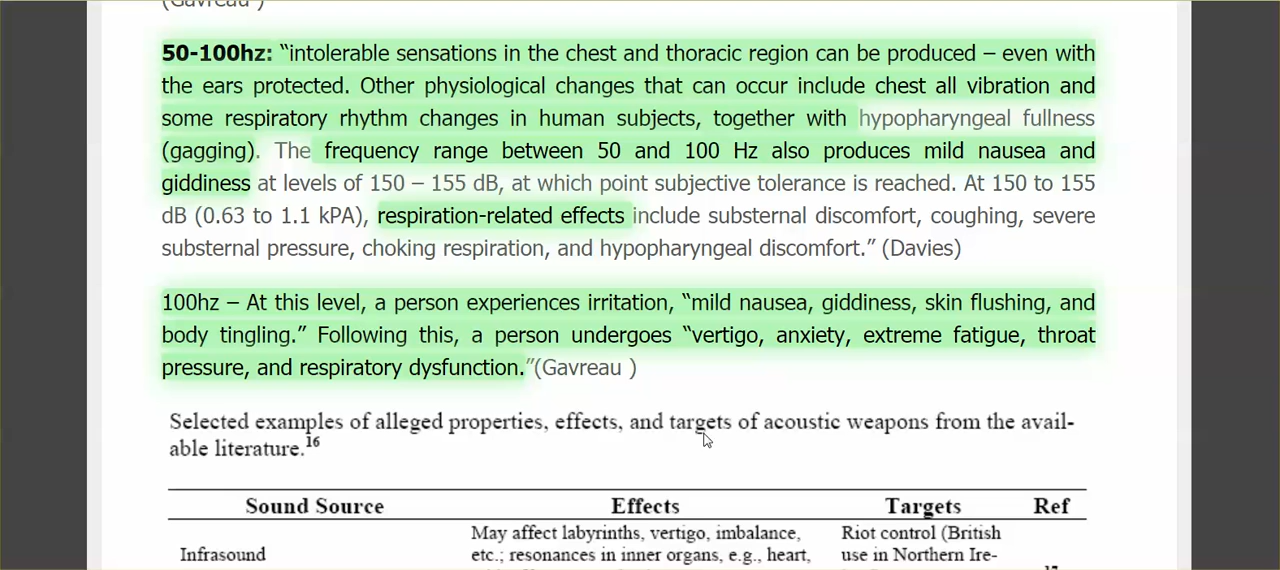 (Gavreau )
50-100hz: “intolerable sensations in the chest and thoracic region can be produced – even with
the ears protected. Other physiological changes that can occur include chest all vibration and
some respiratory rhythm changes in human subjects, together with hypopharyngeal fullness
(gagging). The frequency range between 50 and 100 Hz also produces mild nausea and
giddiness at levels of 150 – 155 dB, at which point subjective tolerance is reached. At 150 to 155
dB (0.63 to 1.1 kPA), respiration-related effects include substernal discomfort, coughing, severe
substernal pressure, choking respiration, and hypopharyngeal discomfort.” (Davies)
100hz – At this level, a person experiences irritation, “mild nausea, giddiness, skin flushing, and
body tingling.” Following this, a person undergoes “vertigo, anxiety, extreme fatigue, throat
pressure, and respiratory dysfunction.”(Gavreau )
Selected examples of alleged properties, effects, and targets of acoustic weapons from the avail-
able literature.16
Sound Source Effects Targets Ref
May affect labyrinths, vertigo, imbalance, Riot control (British
Infrasound etc.; resonances in inner organs, e.g., heart, use in Northern Ire-